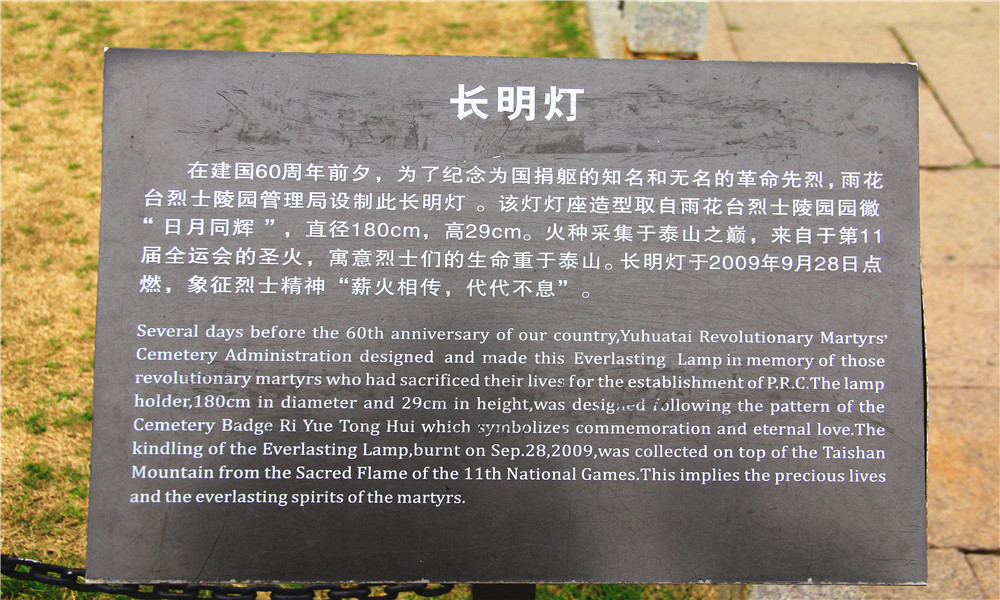 长明灯
在建国60周年前夕，为了纪念为国捐躯的知名和无名的革命先烈，雨花
台烈士陵园管理局设制此长明灯 。该灯灯座造型取自雨花台烈士陵园园徽
“ 日月同辉 ”，直径180cm，高29cm。火种采集于泰山之巅，来自于第11
届全运会的圣火，寓意烈士们的生命重于泰山。长明灯于2009年9月28日点
燃，象征烈士精神“薪火相传，代代不息”。
Several days before the 60th anniversary of our country,Yuhuatai Revolutionary Martyrs'
Cemetery Administration designed and made this Everlasting Lamp in memory of those
revolutionary martyrs who had sacrificed their lives for the establishment of P.R.C.The lamp
holder,180cm in diameter and 29cm in height,was designed following the pattern of the
Cemetery Badge Ri Yue Tong Hui which symbolizes commemoration and eternal love.The
kindling of the Everlasting Lamp,burnt on Sep.28,2009,was collected on top of the Taishan
Mountain from the Sacred Flame of the 11th National Games.This implies the precious lives
and the everlasting spirits of the martyrs.